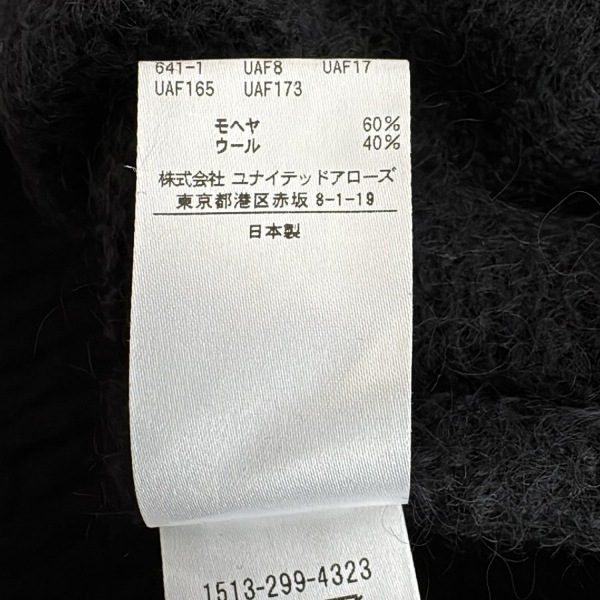 641-1 UAF8 UAF17
UAF165 UAF173
モヘヤ 60%
ウール 40%
株式会社 ユナイテッドアローズ
東京都港区赤坂 8-1-19
日本製
1513-299-4323